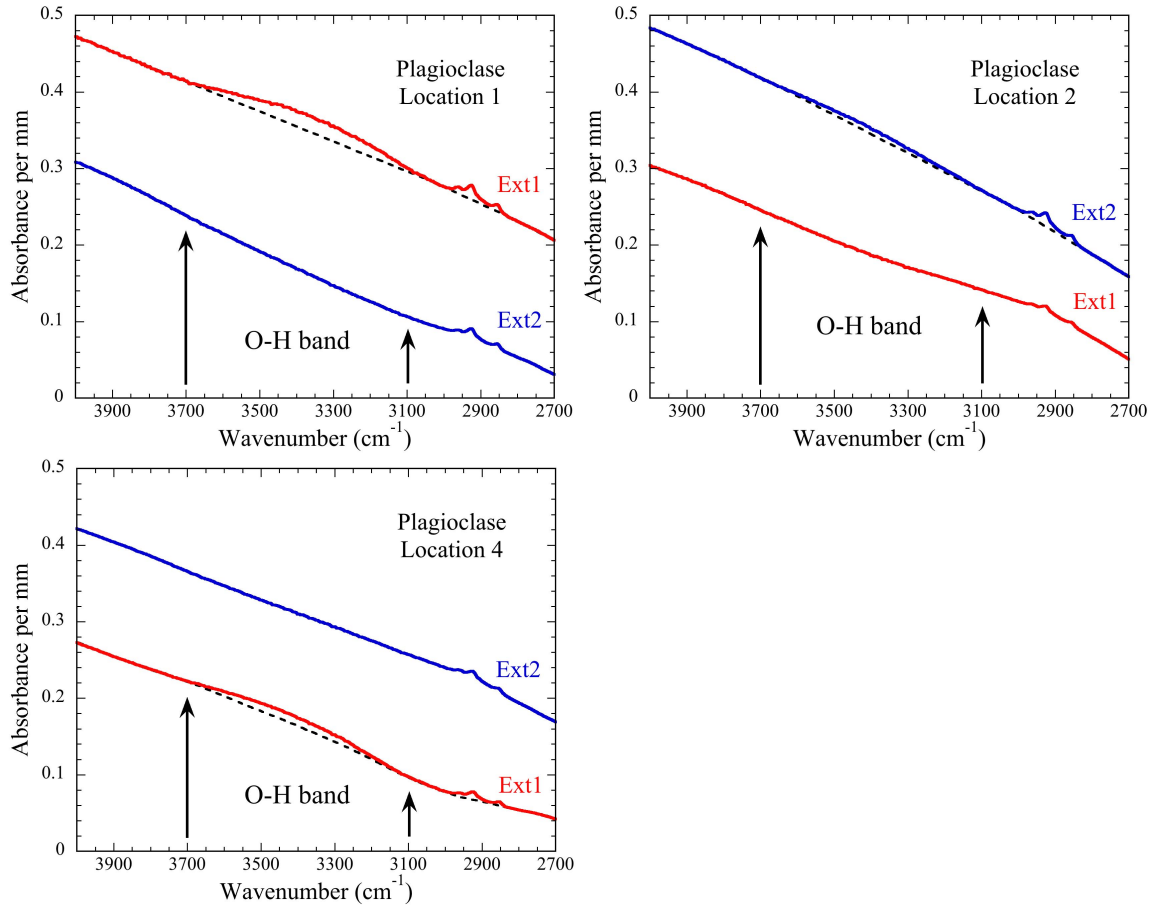 0.5
0.4
0.3
0.2
0.1
0
Absorbance per mm
Plagioclase
Location 1
Ext1
Ext2
O-H band
3900 3700 3500 3300 3100 2900 2700
Wavenumber (cm⁻¹)
0.5
0.4
0.3
0.2
0.1
0
Absorbance per mm
Plagioclase
Location 2
Ext2
Ext1
O-H band
3900 3700 3500 3300 3100 2900 2700
Wavenumber (cm⁻¹)
0.5
0.4
0.3
0.2
0.1
0
Absorbance per mm
Plagioclase
Location 4
Ext2
Ext1
O-H band
3900 3700 3500 3300 3100 2900 2700
Wavenumber (cm⁻¹)